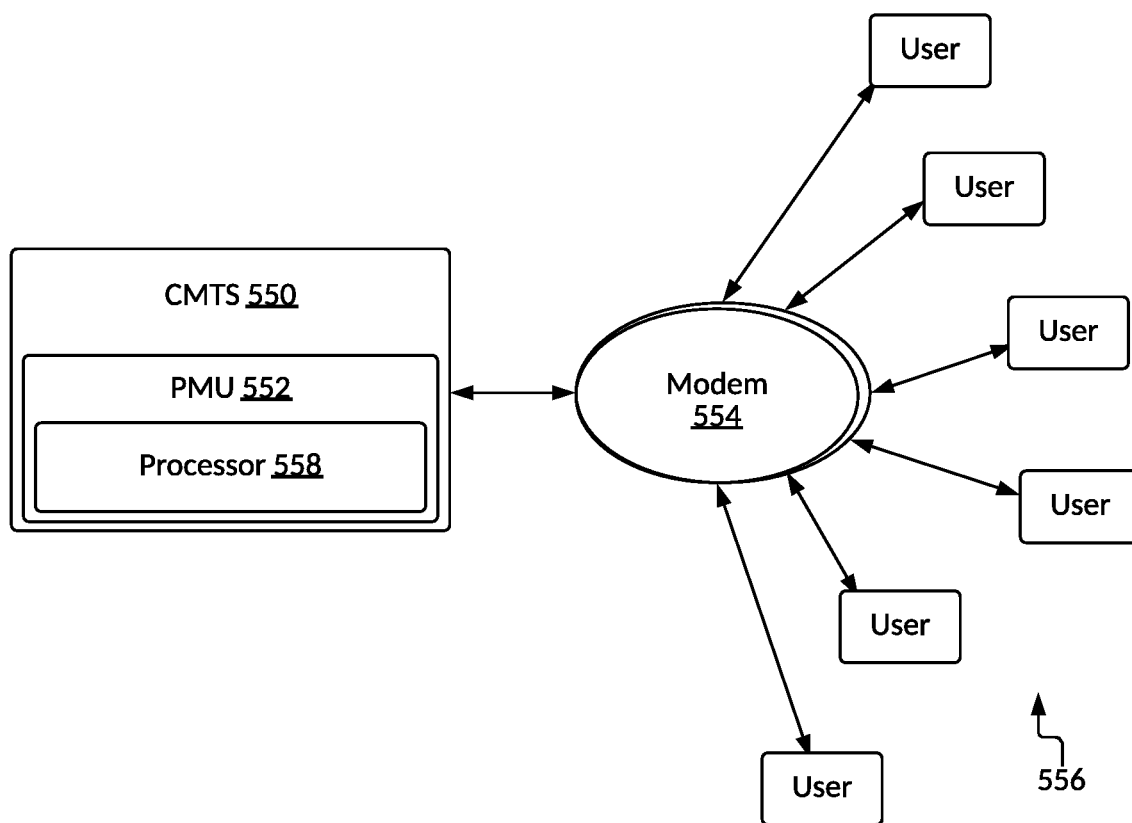 User
User
CMTS 550
User
PMU 552
Modem
554
Processor 558
User
User
User
556